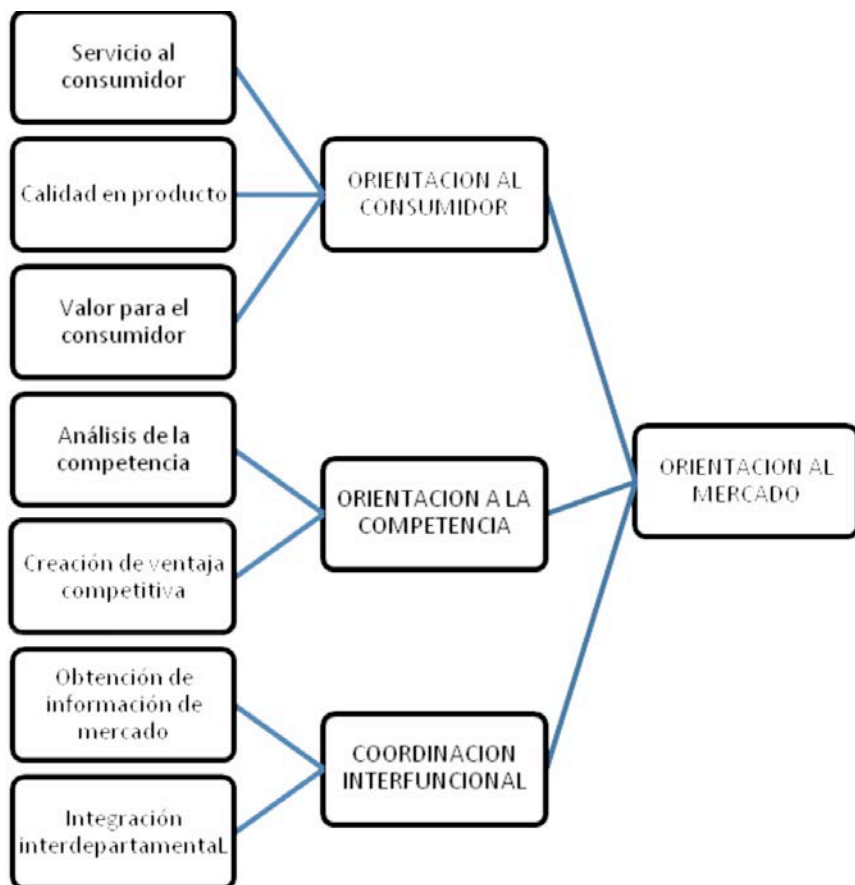 Servicio al
consumidor
Calidad en producto
Valor para el
consumidor
ORIENTACION AL
CONSUMIDOR
Análisis de la
competencia
Creación de ventaja
competitiva
ORIENTACION A LA
COMPETENCIA
Obtención de
información de
mercado
Integración
interdepartamentaL
COORDINACION
INTERFUNCIONAL
ORIENTACION AL
MERCADO